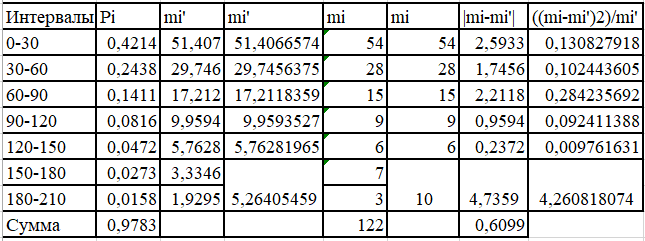 Интервалы Pi mi' mi' mi mi |mi-mi'| ((mi-mi')2)/mi'
0-30 0,4214 51,407 51,4066574 54 54 2,5933 0,130827918
30-60 0,2438 29,746 29,7456375 28 28 1,7456 0,102443605
60-90 0,1411 17,212 17,2118359 15 15 2,2118 0,284235692
90-120 0,0816 9,9594 9,9593527 9 9 0,9594 0,092411388
120-150 0,0472 5,7628 5,76281965 6 6 0,2372 0,009761631
150-180 0,0273 3,3346 7
180-210 0,0158 1,9295 5,26405459 3 10 4,7359 4,260818074
Сумма 0,9783 122 0,6099